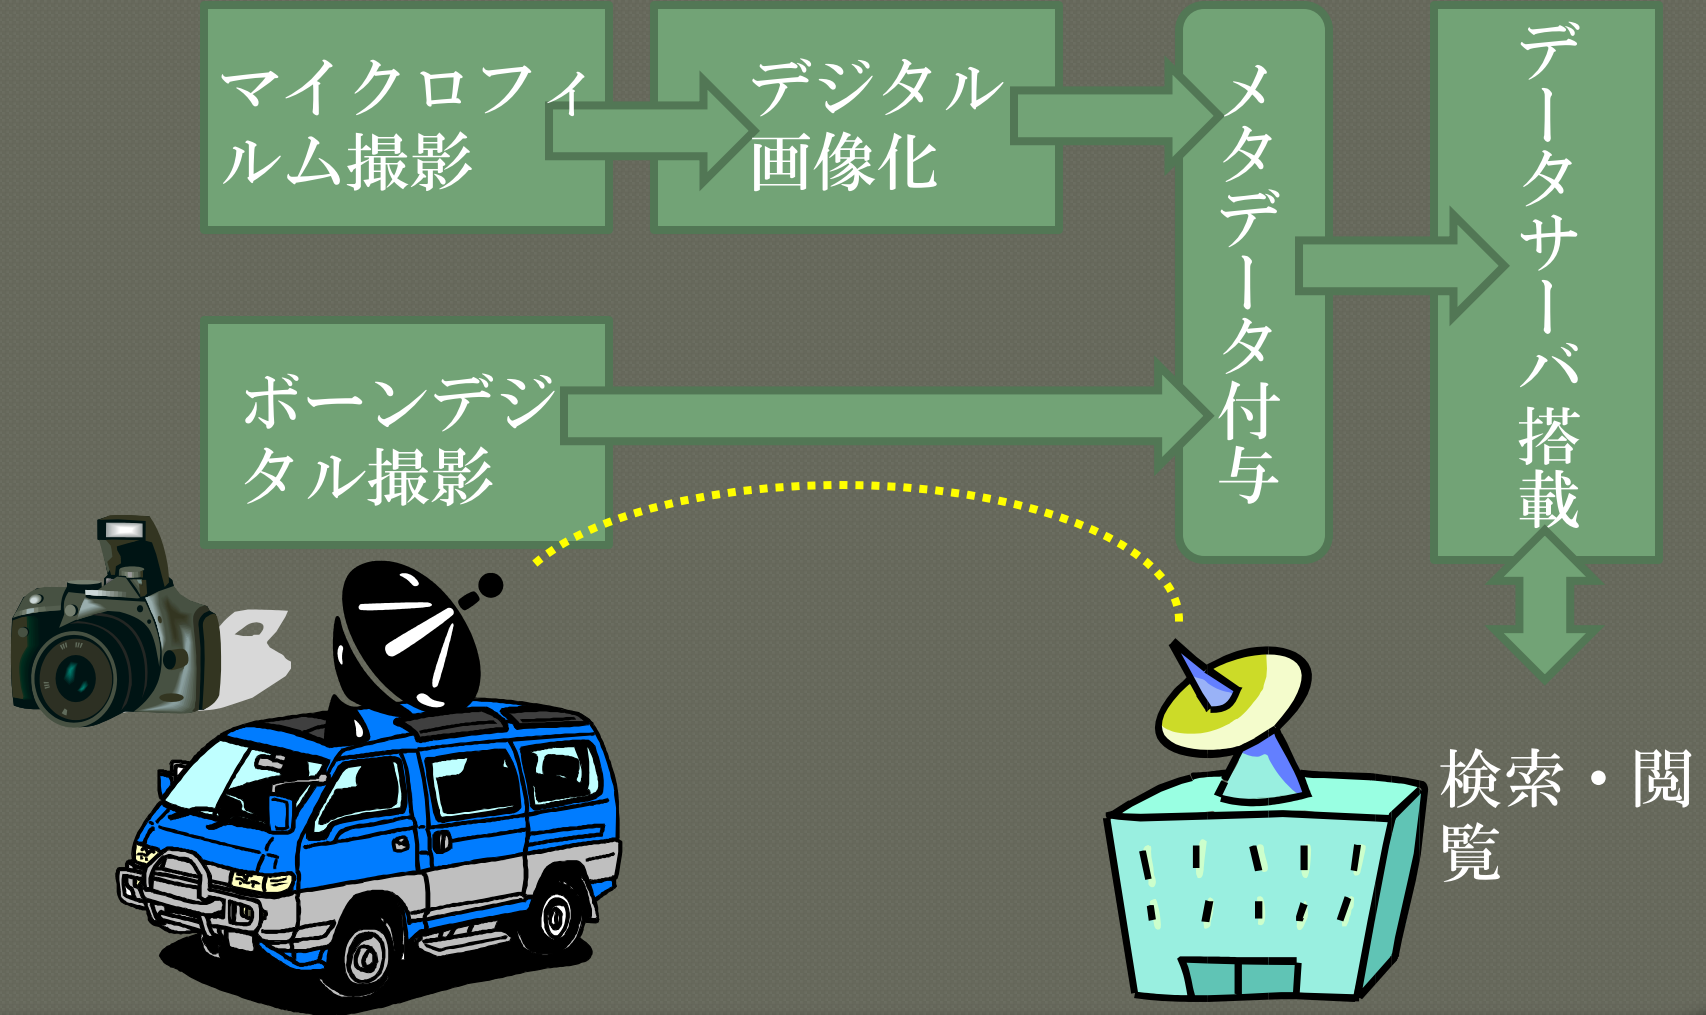 マイクロフィ
ルム撮影
デジタル
画像化
メタデータ付与
データサーバ搭載
ボーンデジ
タル撮影
検索・閲
覧